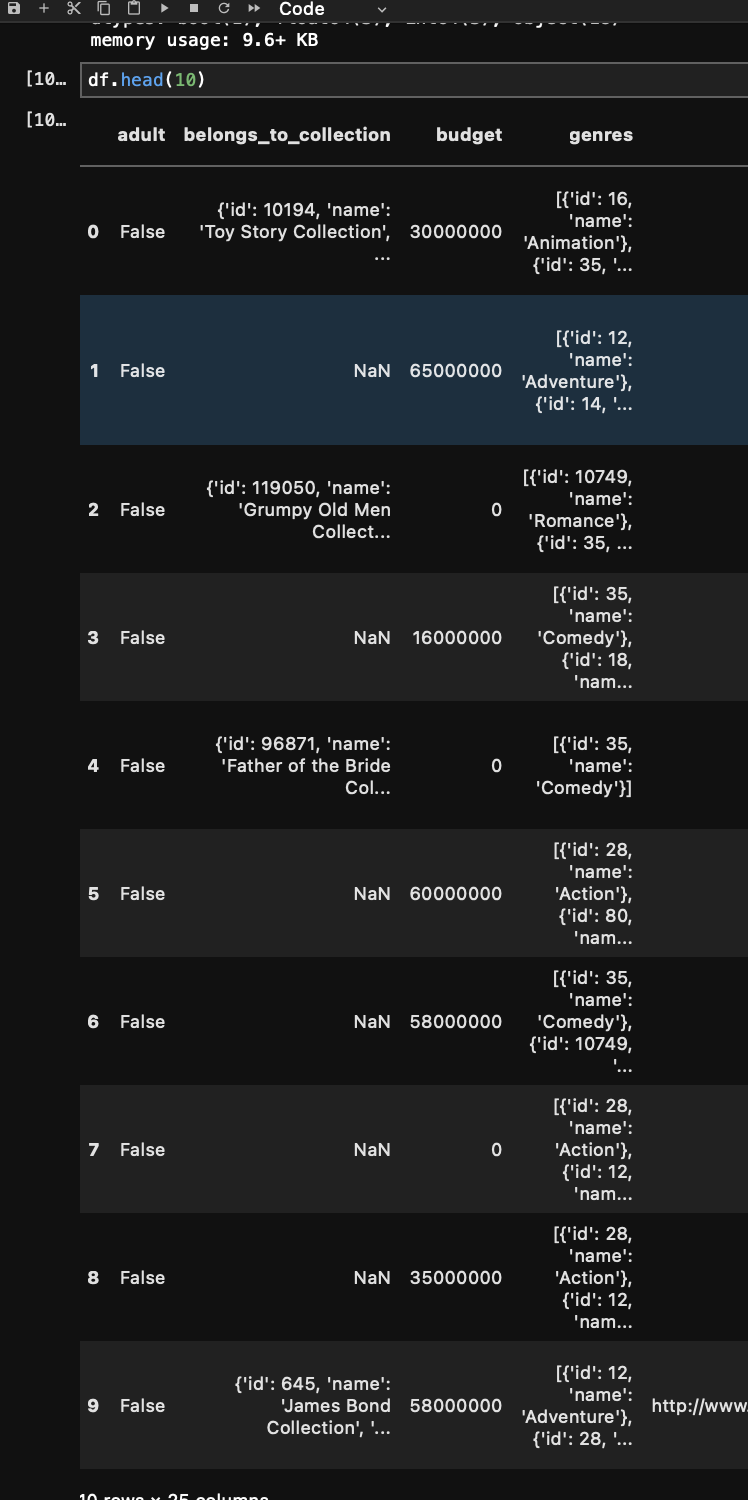 Code
memory usage: 9.6+ KB
[10…
df.head(10)
[10…
adult belongs_to_collection budget genres
0 False {'id': 10194, 'name': 'Toy Story Collection', ... 30000000 [{'id': 16, 'name': 'Animation'}, {'id': 35, '...
1 False NaN 65000000 [{'id': 12, 'name': 'Adventure'}, {'id': 14, '...
2 False {'id': 119050, 'name': 'Grumpy Old Men Collect... 0 [{'id': 10749, 'name': 'Romance'}, {'id': 35, ...
3 False NaN 16000000 [{'id': 35, 'name': 'Comedy'}, {'id': 18, 'nam...
4 False {'id': 96871, 'name': 'Father of the Bride Col... 0 [{'id': 35, 'name': 'Comedy'}]
5 False NaN 60000000 [{'id': 28, 'name': 'Action'}, {'id': 80, 'nam...
6 False NaN 58000000 [{'id': 35, 'name': 'Comedy'}, {'id': 10749, '...
7 False NaN 0 [{'id': 28, 'name': 'Action'}, {'id': 12, 'nam...
8 False NaN 35000000 [{'id': 28, 'name': 'Action'}, {'id': 12, 'nam...
9 False {'id': 645, 'name': 'James Bond Collection', '... 58000000 [{'id': 12, 'name': 'Adventure'}, {'id': 28, '... http://www.
10 rows × 25 columns